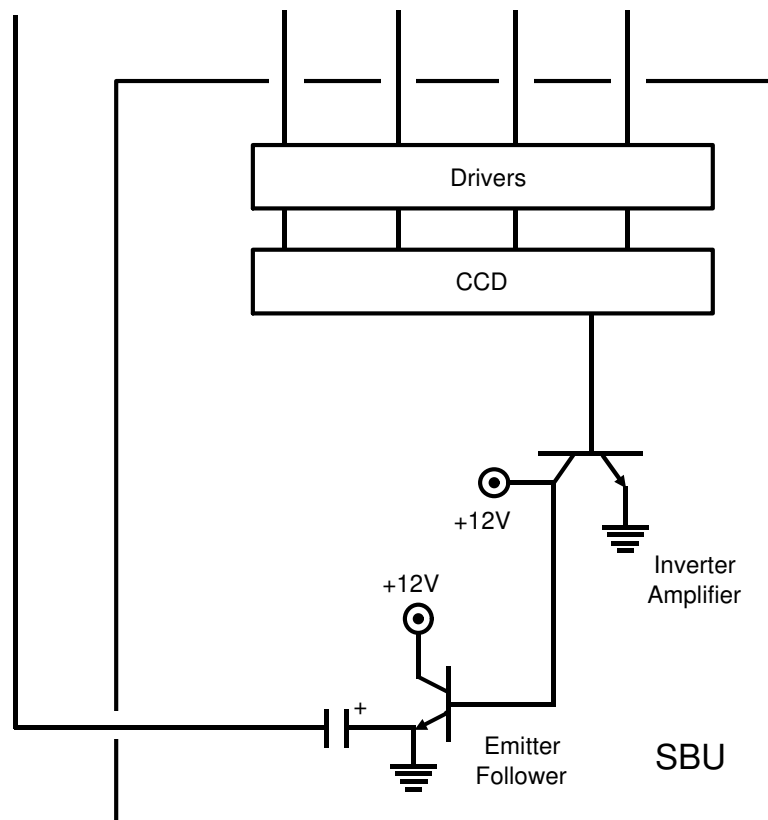 Drivers
CCD
+12V
Inverter
Amplifier
+12V
+
Emitter
Follower
SBU